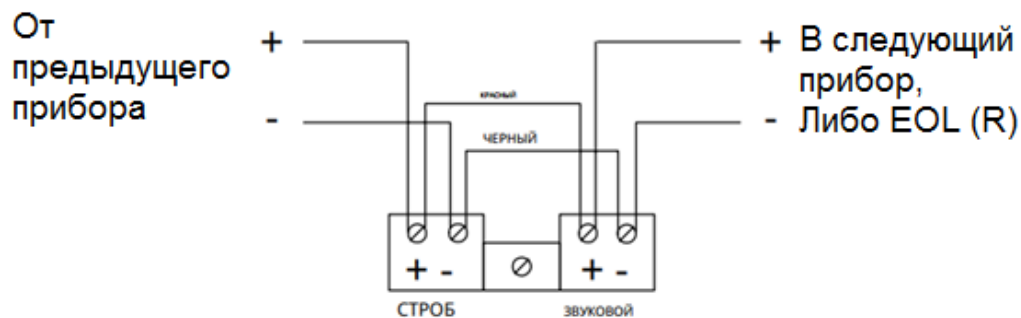 От
предыдущего
прибора
+
-
КРАСНЫЙ
ЧЕРНЫЙ
+ В следующий
прибор,
- Либо EOL (R)
+ -
+ -
СТРОБ
ЗВУКОВОЙ